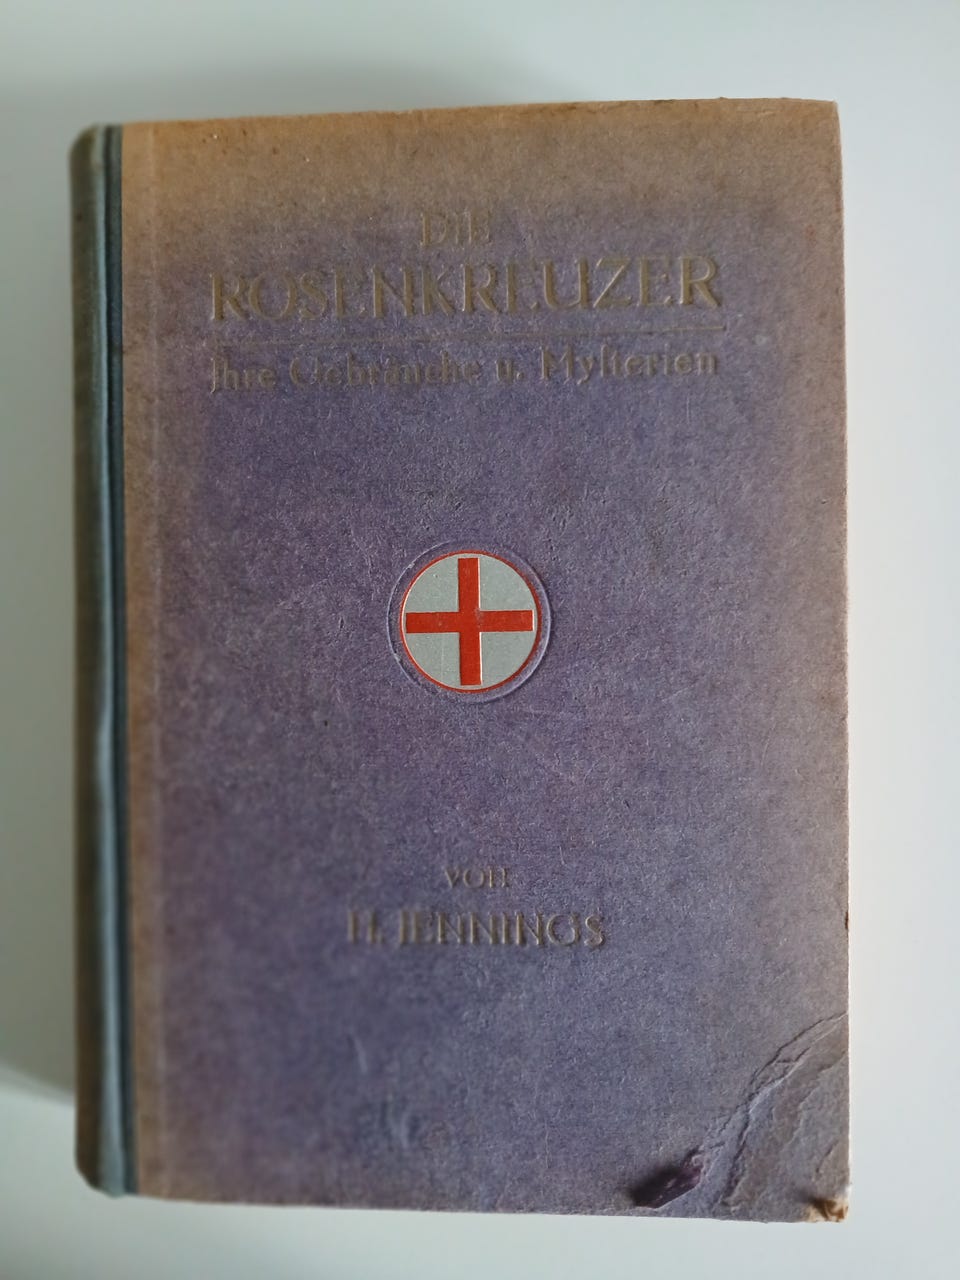 DIE
ROSENKREUZER
Ihre Gebräuche u. Myſterien
VON
H. JENNINGS